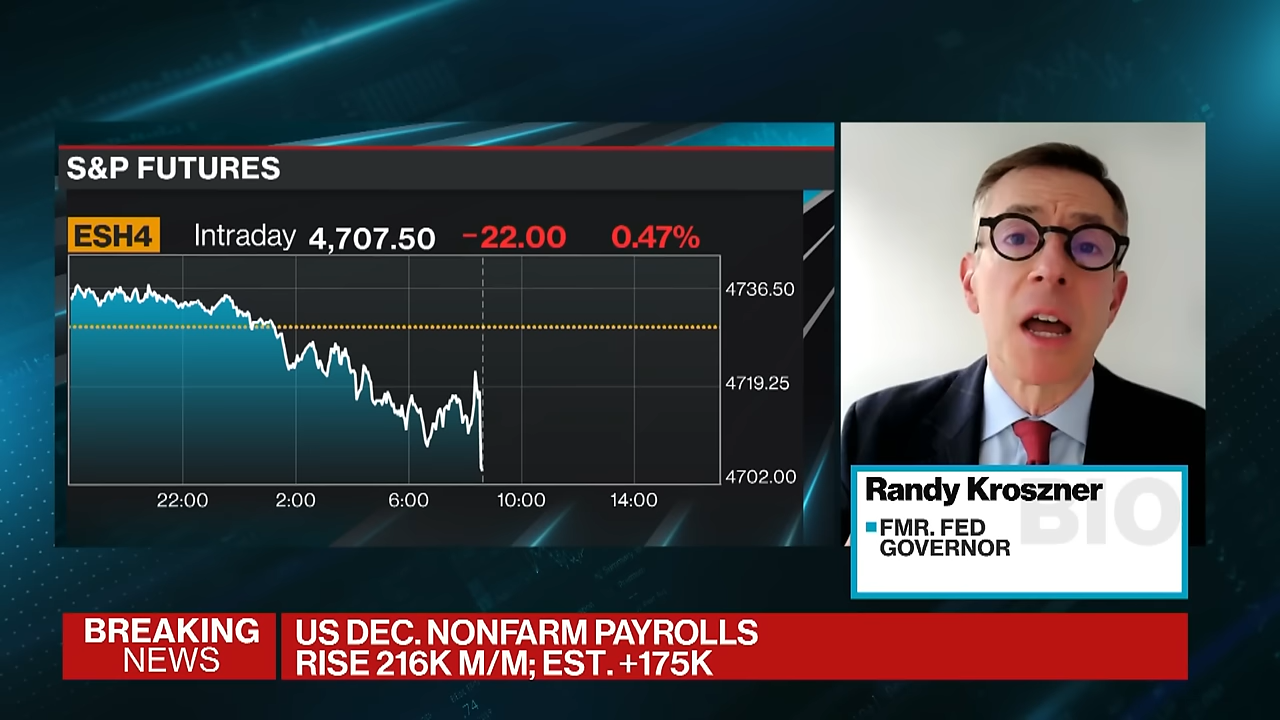 S&P FUTURES
ESH4 Intraday 4,707.50 −22.00 0.47%
4736.50
4719.25
4702.00
22:00 2:00 6:00 10:00 14:00
Randy Kroszner
BIO
FMR. FED
GOVERNOR
BREAKING
NEWS
US DEC. NONFARM PAYROLLS
RISE 216K M/M; EST. +175K
.74